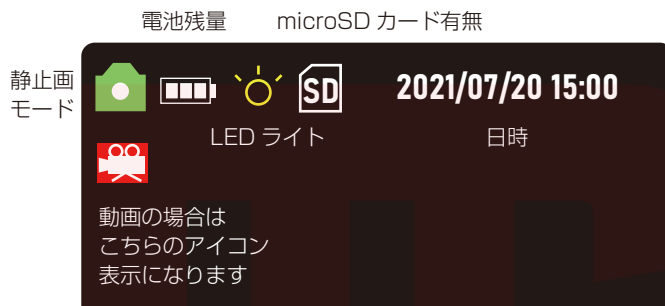 電池残量 microSD カード有無
静止画
モード
SD 2021/07/20 15:00
LED ライト 日時
動画の場合は
こちらのアイコン
表示になります